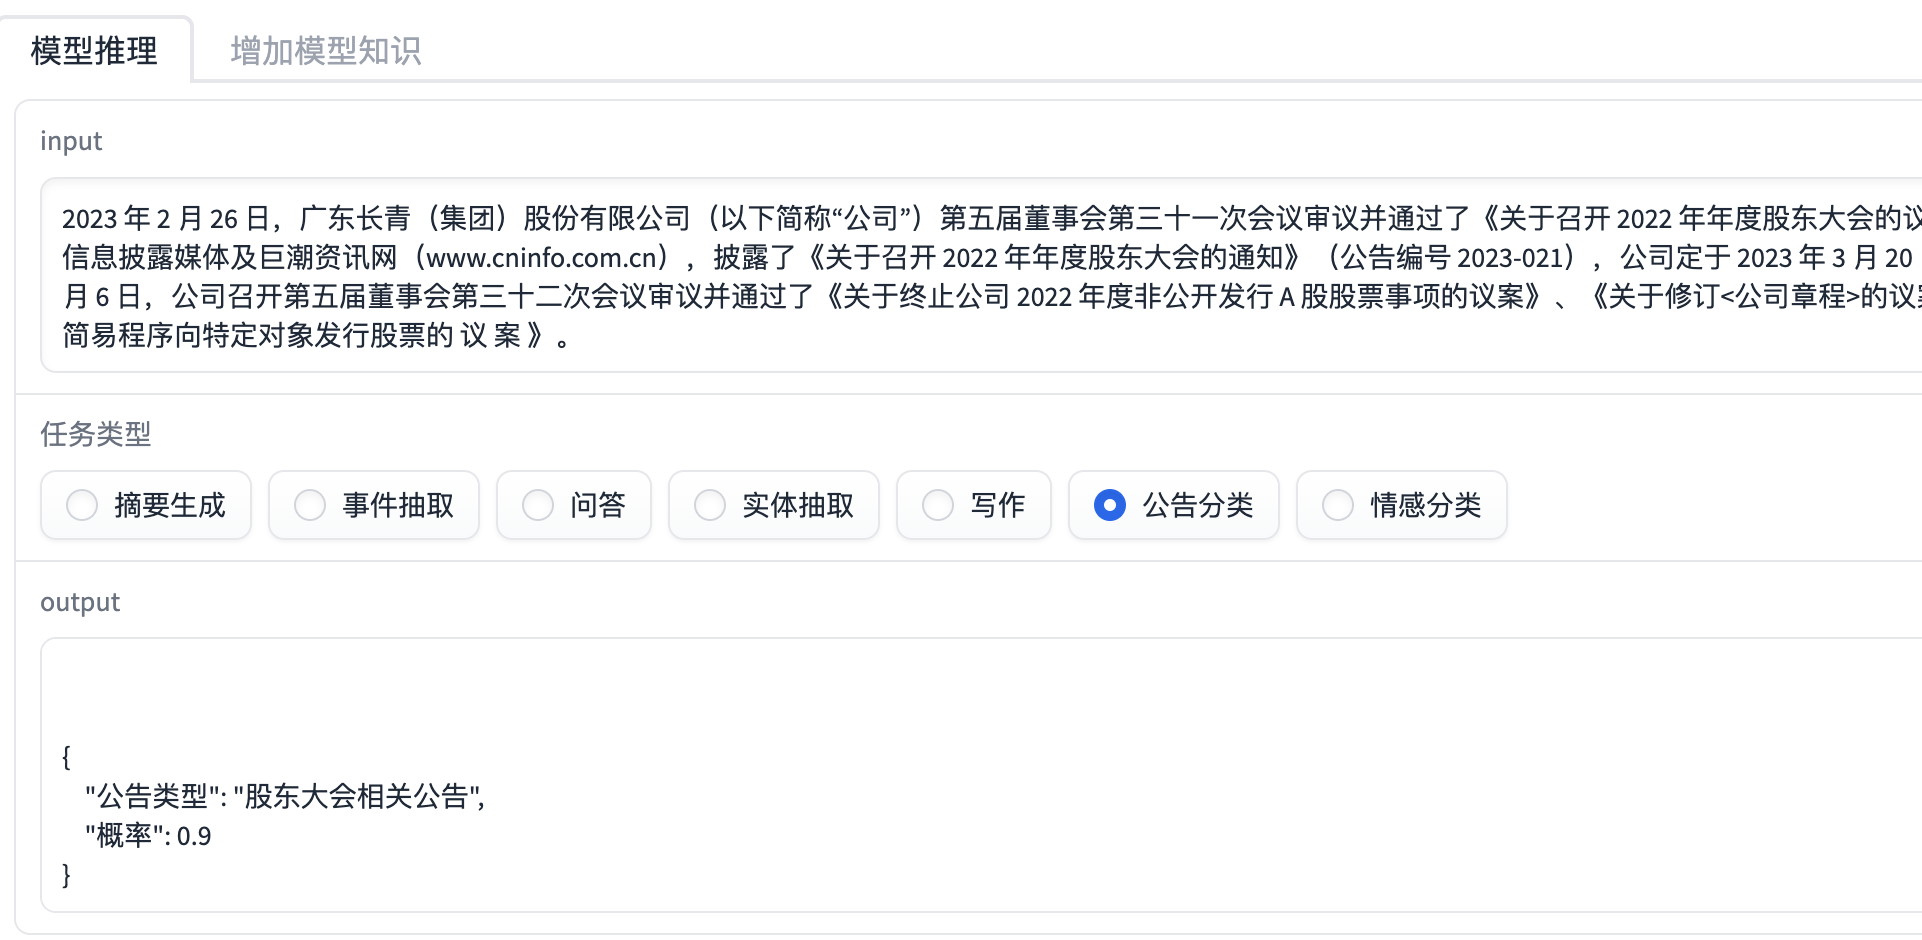 模型推理 增加模型知识
input
2023 年 2 月 26 日，广东长青（集团）股份有限公司（以下简称“公司”）第五届董事会第三十一次会议审议并通过了《关于召开 2022 年年度股东大会的议
信息披露媒体及巨潮资讯网（www.cninfo.com.cn），披露了《关于召开 2022 年年度股东大会的通知》（公告编号 2023-021），公司定于 2023 年 3 月 20
月 6 日，公司召开第五届董事会第三十二次会议审议并通过了《关于终止公司 2022 年度非公开发行 A 股股票事项的议案》、《关于修订<公司章程>的议
简易程序向特定对象发行股票的 议 案 》。
任务类型
摘要生成 事件抽取 问答 实体抽取 写作 公告分类 情感分类
output
{
"公告类型": "股东大会相关公告",
"概率": 0.9
}